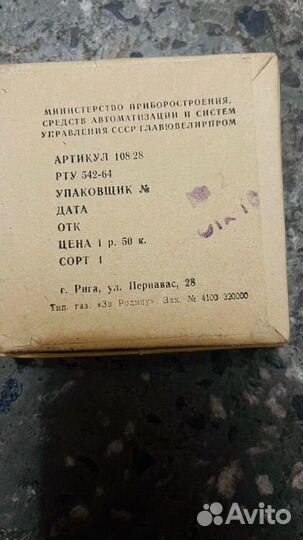 МИНИСТЕРСТВО ПРИБОРОСТРОЕНИЯ,
СРЕДСТВ АВТОМАТИЗАЦИИ И СИСТЕМ
УПРАВЛЕНИЯ СССР ГЛАВЮВЕЛИРПРОМ
АРТИКУЛ 108/28
РТУ 542-64
УПАКОВЩИК №
ДАТА
ОТК
ЦЕНА 1 р. 50 к.
СОРТ 1
г. Рига, ул. Пернавас, 28
Тип. газ. «За Родину» Зак. № 4100 320000
Avito